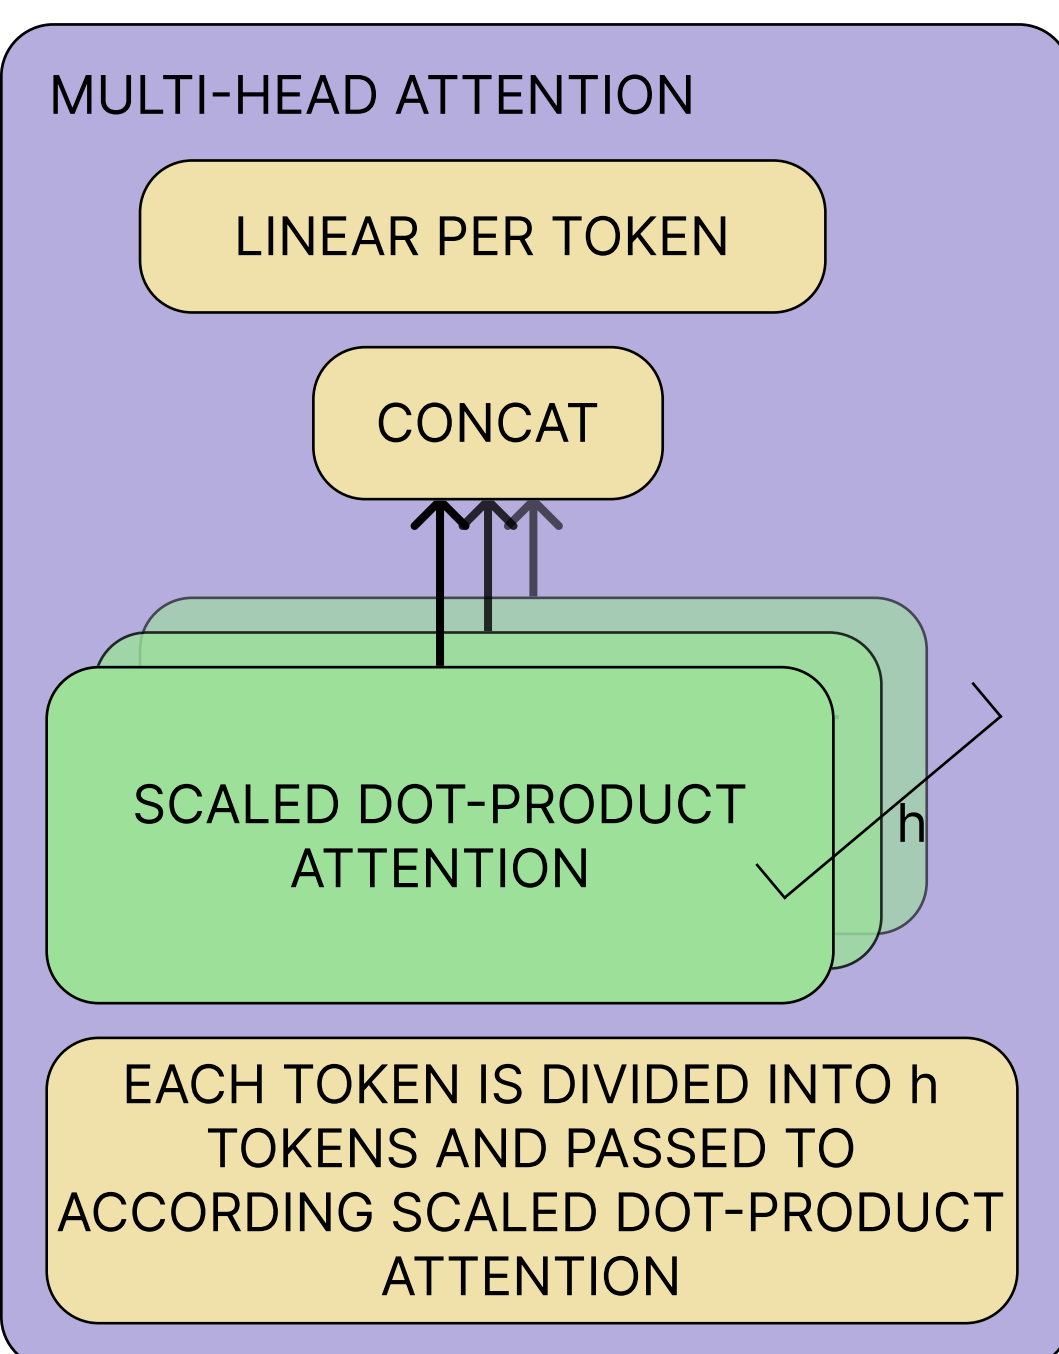 MULTI-HEAD ATTENTION
LINEAR PER TOKEN
CONCAT
SCALED DOT-PRODUCT
ATTENTION
h
EACH TOKEN IS DIVIDED INTO h
TOKENS AND PASSED TO
ACCORDING SCALED DOT-PRODUCT
ATTENTION